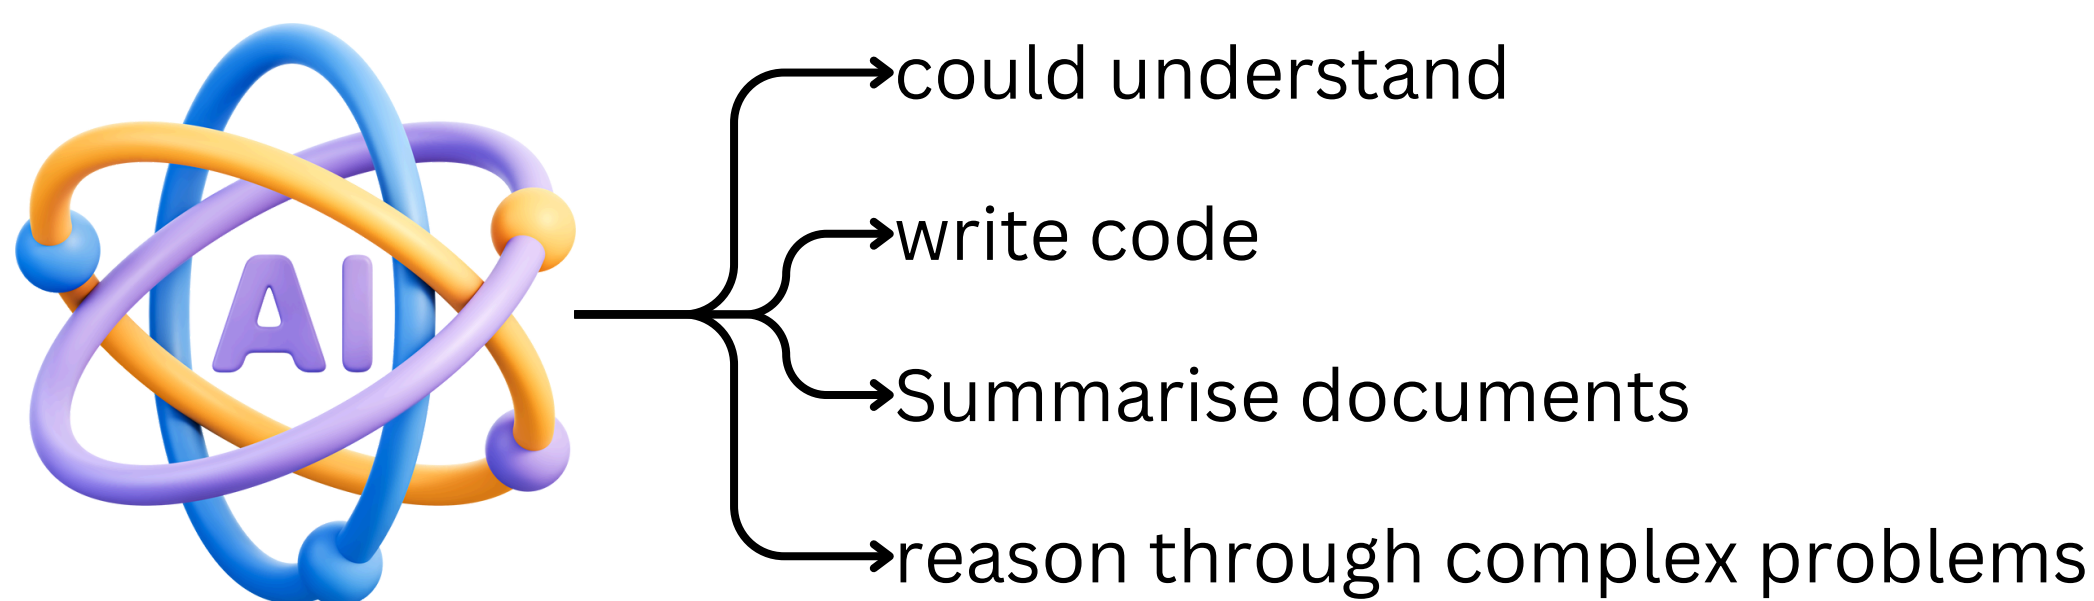 AI
could understand
write code
Summarise documents
reason through complex problems